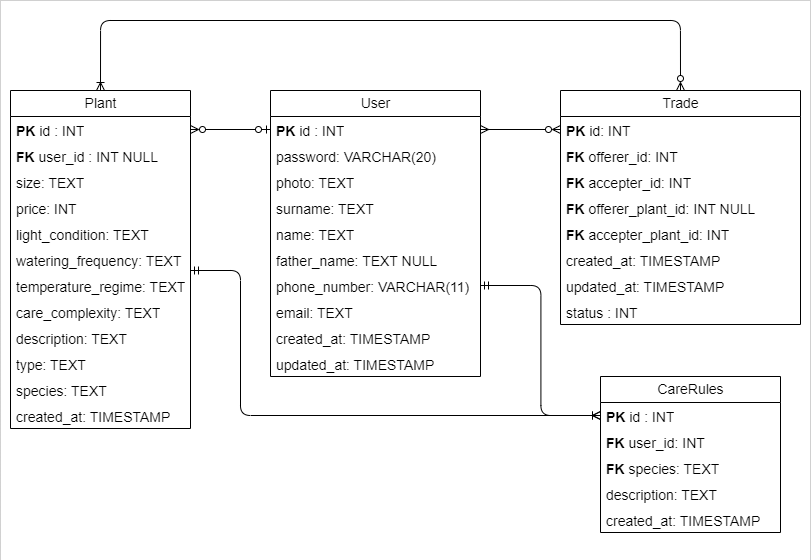 Plant
PK id : INT
FK user_id : INT NULL
size: TEXT
price: INT
light_condition: TEXT
watering_frequency: TEXT
temperature_regime: TEXT
care_complexity: TEXT
description: TEXT
type: TEXT
species: TEXT
created_at: TIMESTAMP
User
PK id : INT
password: VARCHAR(20)
photo: TEXT
surname: TEXT
name: TEXT
father_name: TEXT NULL
phone_number: VARCHAR(11)
email: TEXT
created_at: TIMESTAMP
updated_at: TIMESTAMP
Trade
PK id: INT
FK offerer_id: INT
FK accepter_id: INT
FK offerer_plant_id: INT NULL
FK accepter_plant_id: INT
created_at: TIMESTAMP
updated_at: TIMESTAMP
status : INT
CareRules
PK id : INT
FK user_id: INT
FK species: TEXT
description: TEXT
created_at: TIMESTAMP